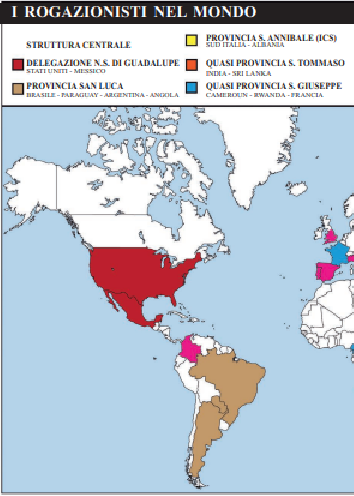 I ROGAZIONISTI NEL MONDO
STRUTTURA CENTRALE
DELEGAZIONE N.S. DI GUADALUPE
STATI UNITI - MESSICO
PROVINCIA SAN LUCA
BRASILE - PARAGUAY - ARGENTINA - ANGOLA
PROVINCIA S. ANNIBALE (ICS)
SUD ITALIA - ALBANIA
QUASI PROVINCIA S. TOMMASO
INDIA - SRI LANKA
QUASI PROVINCIA S. GIUSEPPE
CAMEROUN - RWANDA - FRANCIA